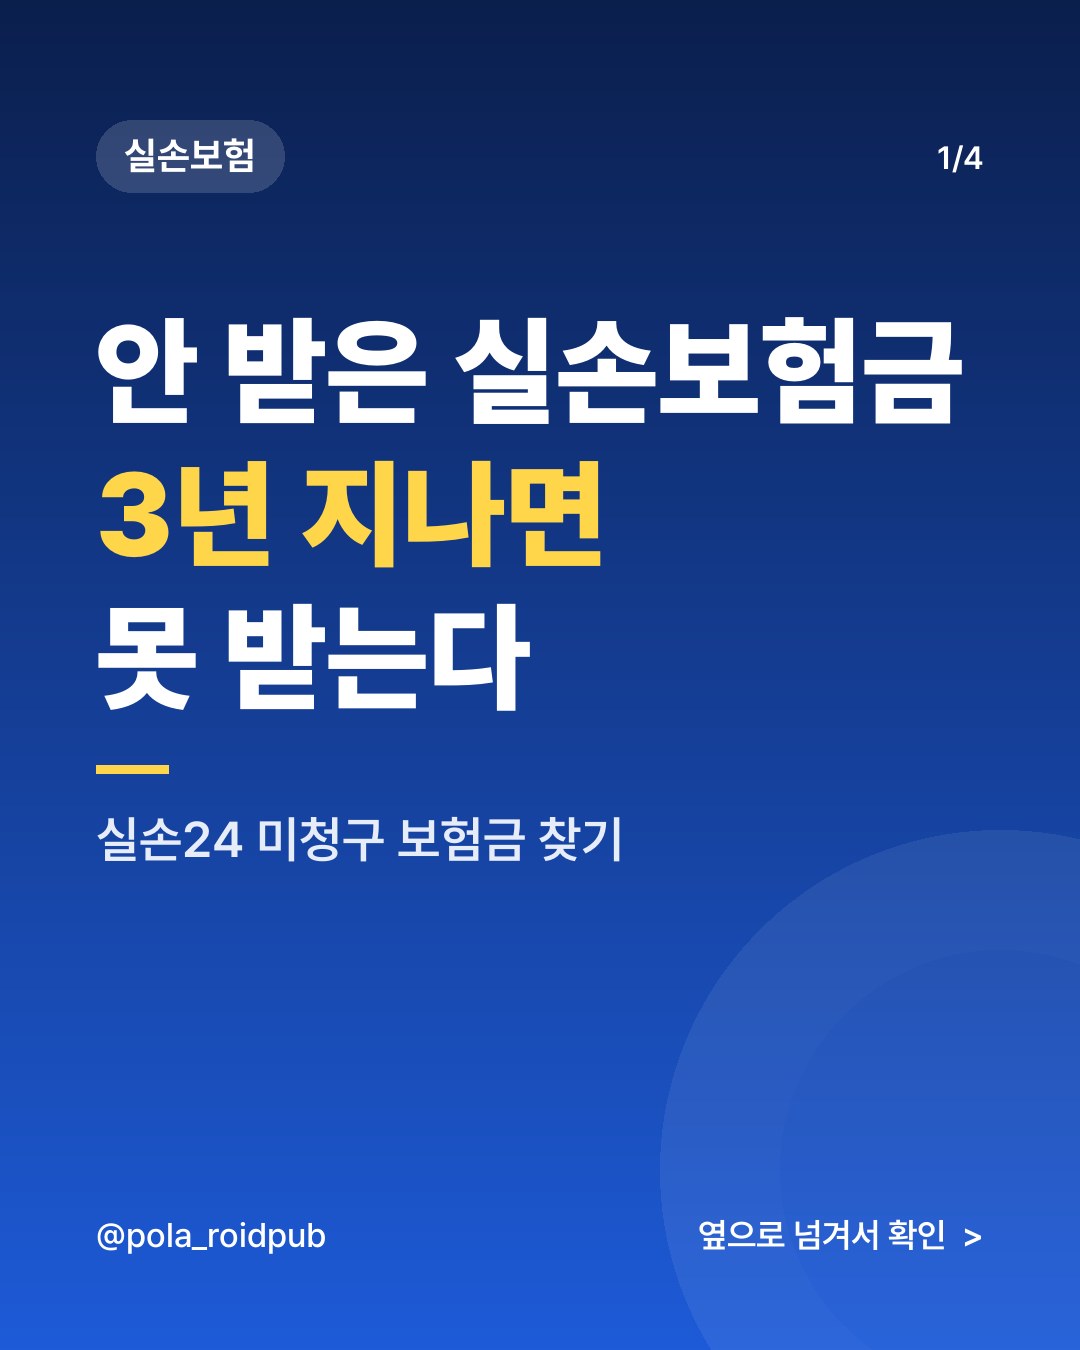 실손보험
1/4
안 받은 실손보험금
3년 지나면
못 받는다
실손24 미청구 보험금 찾기
@pola_roidpub
옆으로 넘겨서 확인 >